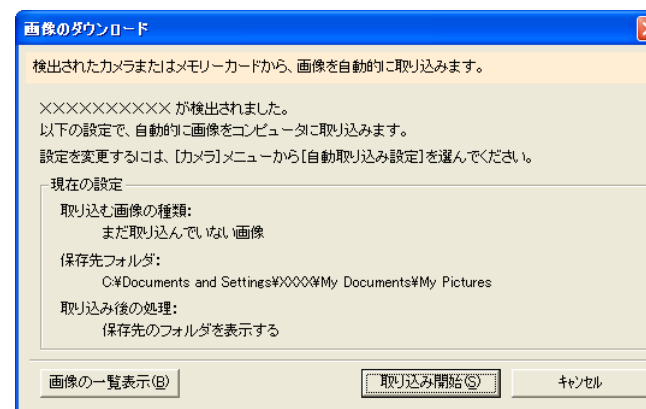 画像のダウンロード
検出されたカメラまたはメモリーカードから、画像を自動的に取り込みます。
×××××××××× が検出されました。
以下の設定で、自動的に画像をコンピュータに取り込みます。
設定を変更するには、[カメラ]メニューから[自動取り込み設定]を選んでください。
現在の設定
取り込む画像の種類:
まだ取り込んでいない画像
保存先フォルダ:
C:¥Documents and Settings¥XXXX¥My Documents¥My Pictures
取り込み後の処理:
保存先のフォルダを表示する
画像の一覧表示(B) 取り込み開始(S) キャンセル